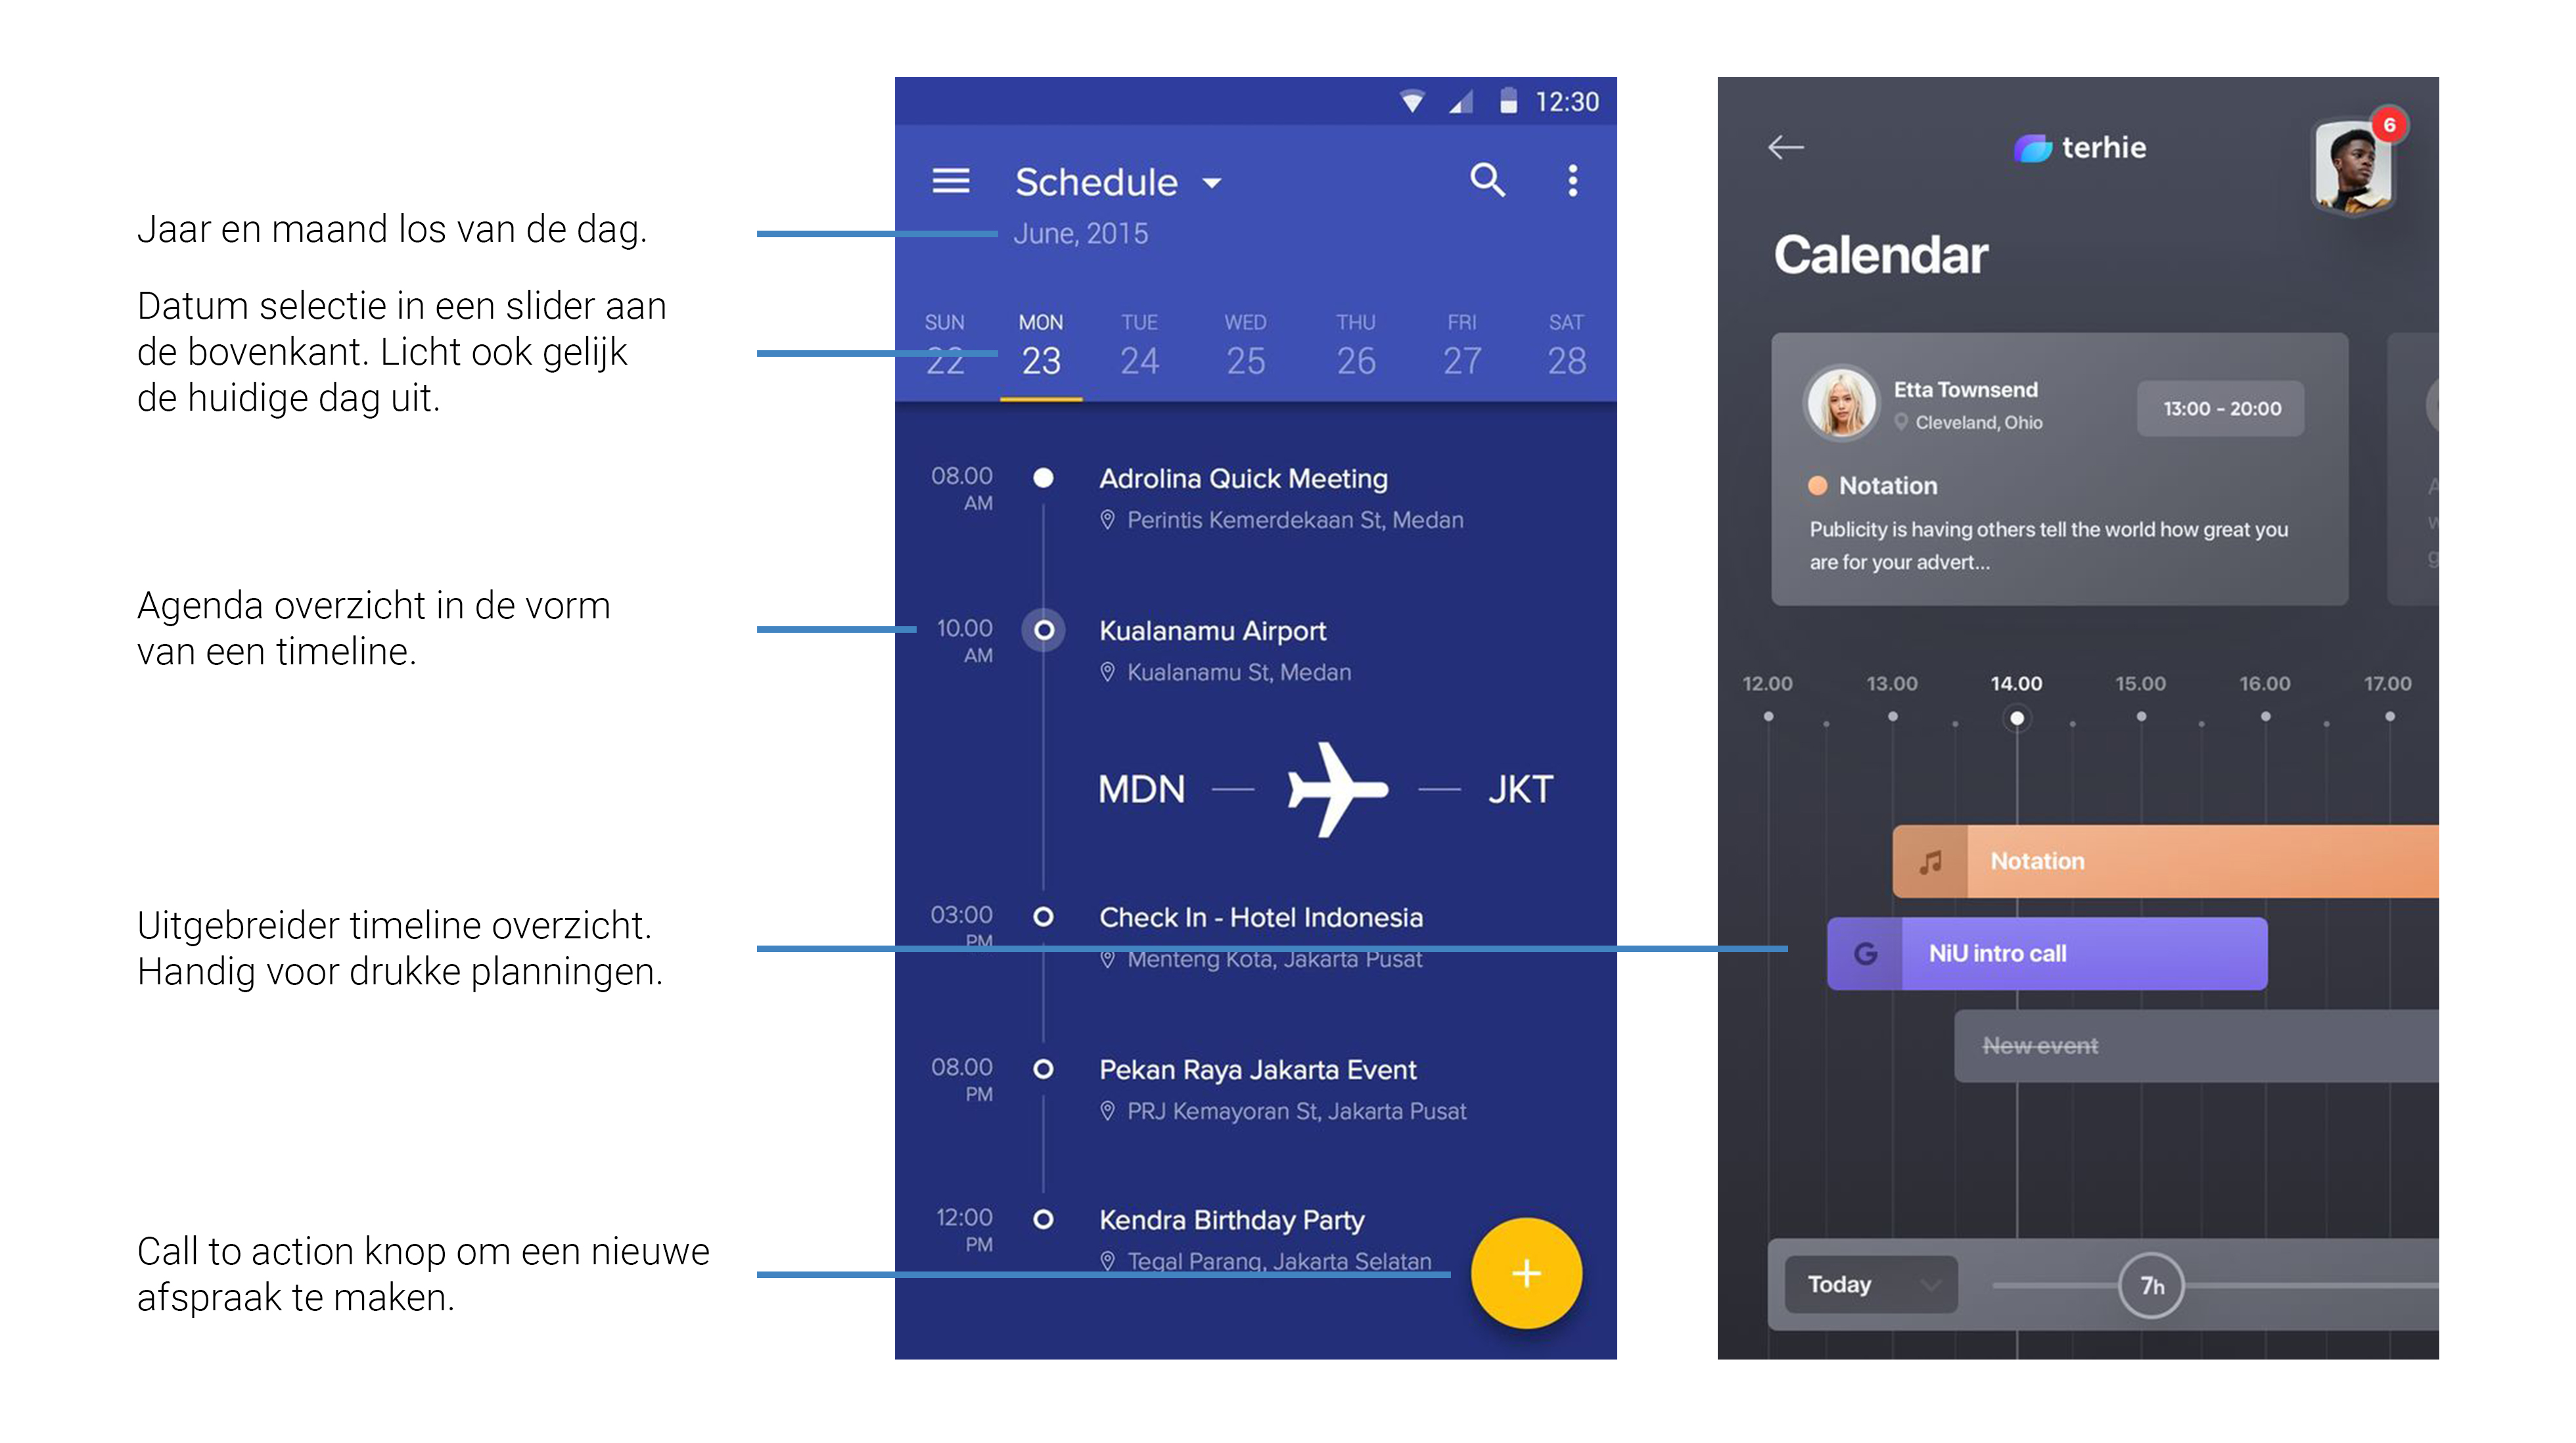 Jaar en maand los van de dag.
Datum selectie in een slider aan
de bovenkant. Licht ook gelijk
de huidige dag uit.
Agenda overzicht in de vorm
van een timeline.
Uitgebreider timeline overzicht.
Handig voor drukke planningen.
Call to action knop om een nieuwe
afspraak te maken.
12:30
Schedule
June, 2015
SUN MON TUE WED THU FRI SAT
22 23 24 25 26 27 28
08.00 AM
Adrolina Quick Meeting
Perintis Kemerdekaan St, Medan
10.00 AM
Kualanamu Airport
Kualanamu St, Medan
MDN — — JKT
03:00 PM
Check In - Hotel Indonesia
Menteng Kota, Jakarta Pusat
08.00 PM
Pekan Raya Jakarta Event
PRJ Kemayoran St, Jakarta Pusat
12:00 PM
Kendra Birthday Party
Tegal Parang, Jakarta Selatan
+
terhie
6
Calendar
Etta Townsend
Cleveland, Ohio
13:00 - 20:00
Notation
Publicity is having others tell the world how great you
are for your advert...
A
w
g
12.00 13.00 14.00 15.00 16.00 17.00
Notation
G NiU intro call
New event
Today
7h